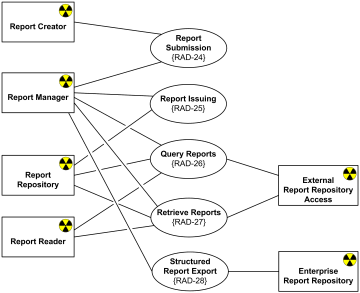 Report Creator
Report
Submission
{RAD-24}
Report Manager
Report Issuing
{RAD-25}
Report
Repository
Query Reports
{RAD-26}
External
Report Repository
Access
Report Reader
Retrieve Reports
{RAD-27}
Structured
Report Export
{RAD-28}
Enterprise
Report Repository